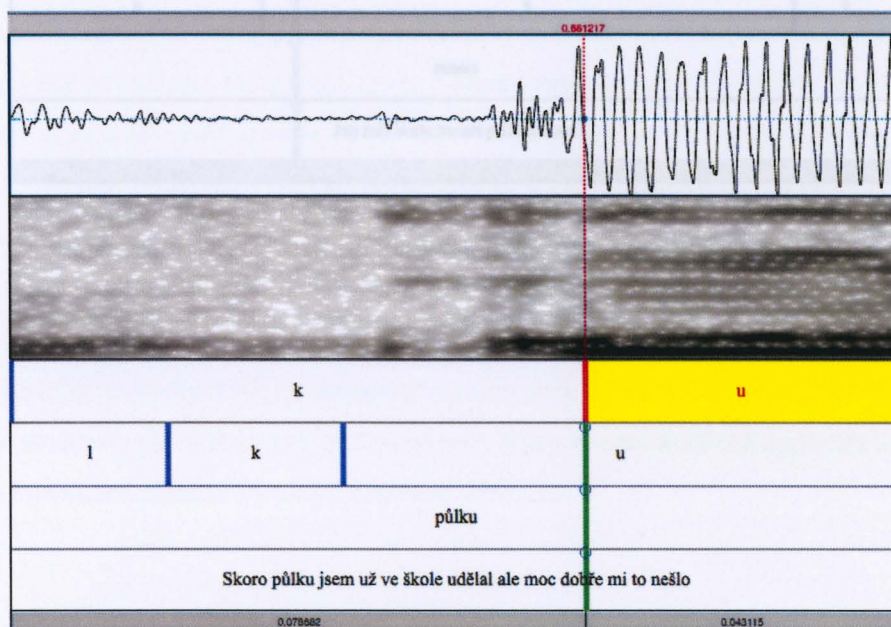 0.661217
k u
l k u
půlku
Skoro půlku jsem už ve škole udělal ale moc dobře mi to nešlo
0.078682 0.043115